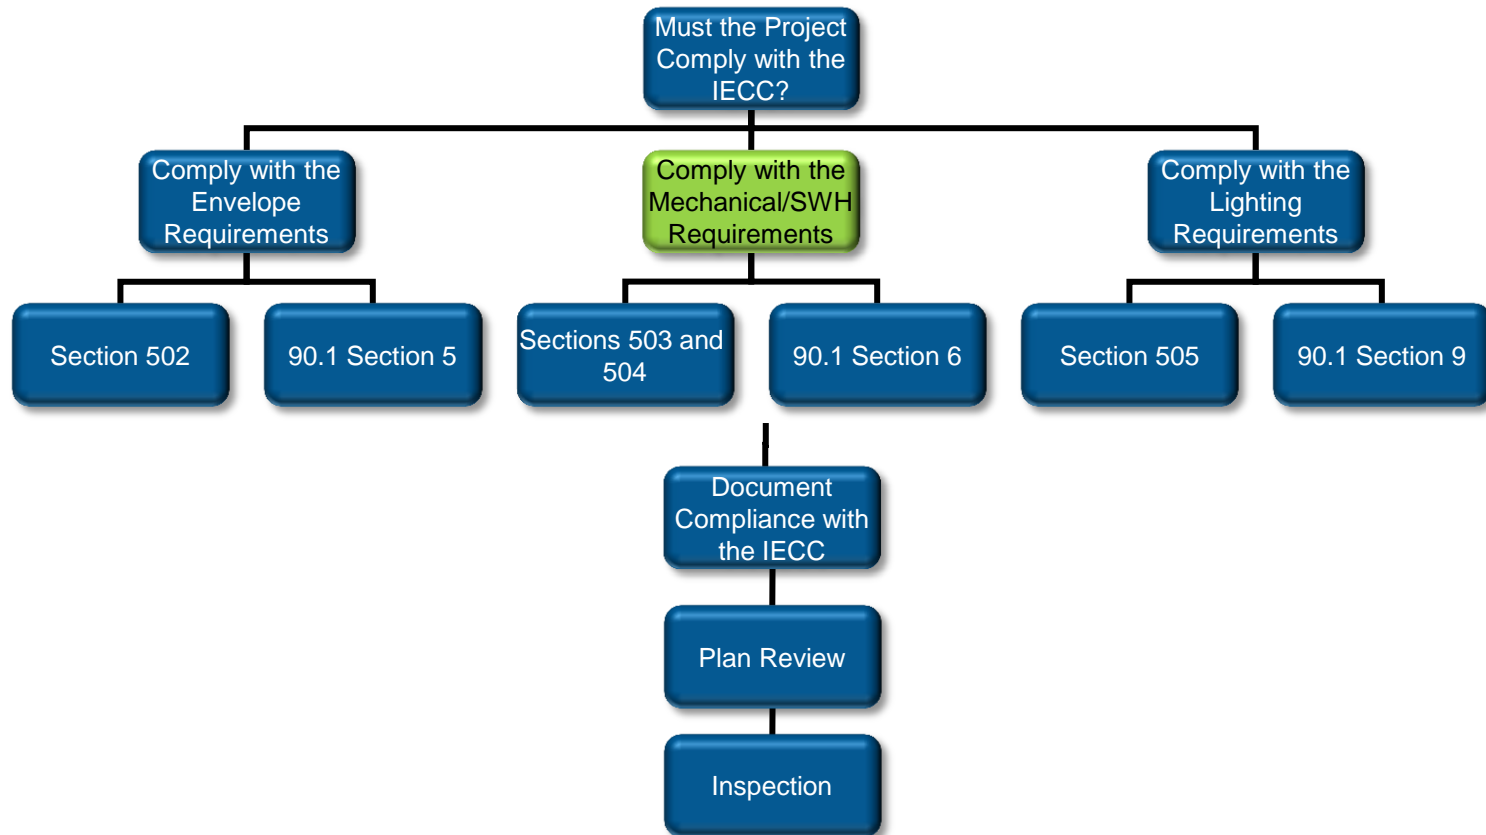 Must the Project
Comply with the
IECC?
Comply with the
Envelope
Requirements
Comply with the
Mechanical/SWH
Requirements
Comply with the
Lighting
Requirements
Section 502
90.1 Section 5
Sections 503 and
504
90.1 Section 6
Section 505
90.1 Section 9
Document
Compliance with
the IECC
Plan Review
Inspection